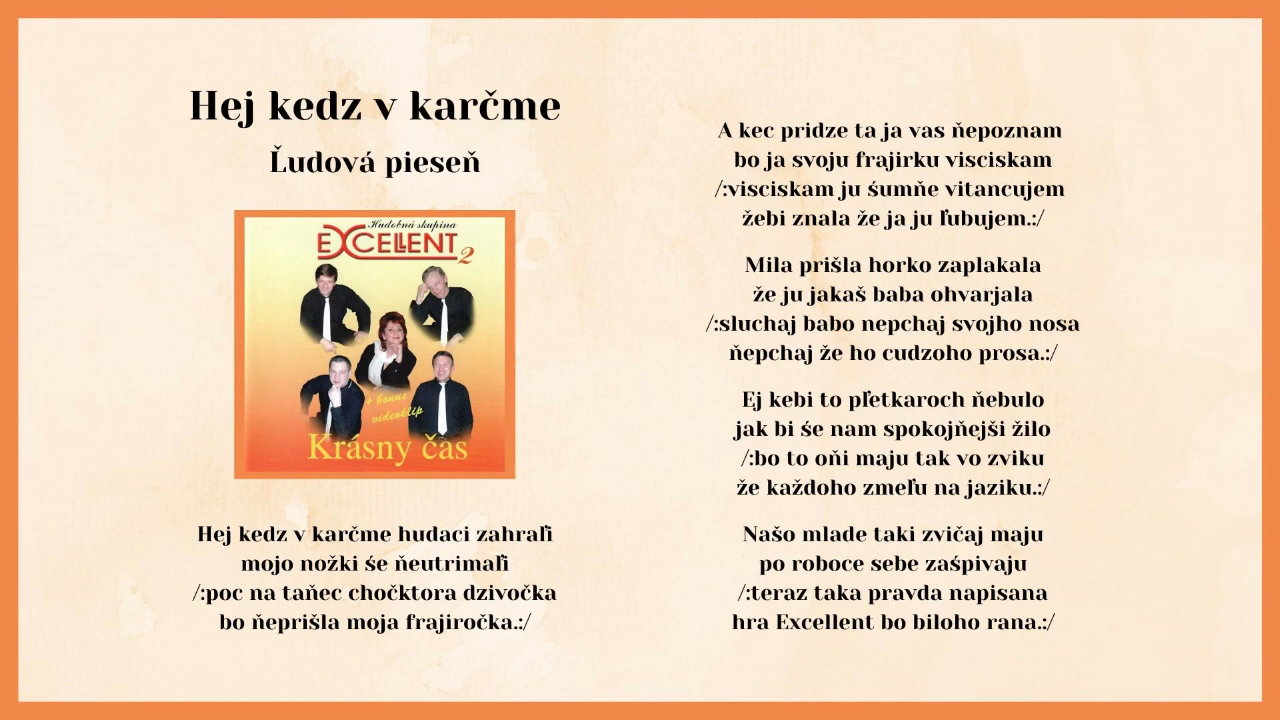 Hej kedz v karčme
Ľudová pieseň
Hudobná skupina
EXCELLENT 2
+ bonus
videoklip
Krásny čas
Hej kedz v karčme hudaci zahraľi
mojo nožki śe ňeutrimaľi
/:poc na taňec chočktora dzivočka
bo ňeprišla moja frajiročka.:/
A kec pridze ta ja vas ňepoznam
bo ja svoju frajirku visciskam
/:visciskam ju śumňe vitancujem
žebi znala že ja ju ľubujem.:/
Mila prišla horko zaplakala
že ju jakaš baba ohvarjala
/:sluchaj babo nepchaj svojho nosa
ňepchaj že ho cudzoho prosa.:/
Ej kebi to pľetkaroch ňebulo
jak bi śe nam spokojňejši žilo
/:bo to oňi maju tak vo zviku
že každoho zmeľu na jaziku.:/
Našo mlade taki zvičaj maju
po roboce sebe zaśpivaju
/:teraz taka pravda napisana
hra Excellent bo biloho rana.:/